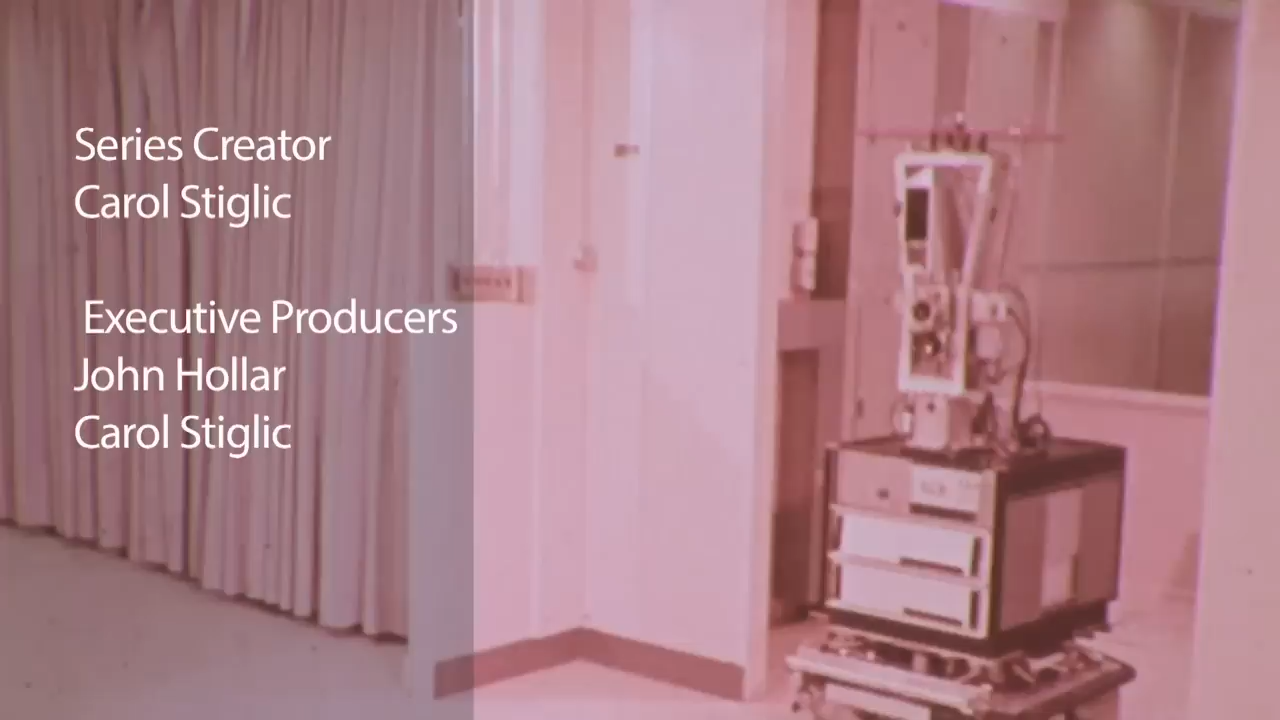 Series Creator
Carol Stiglic
Executive Producers
John Hollar
Carol Stiglic